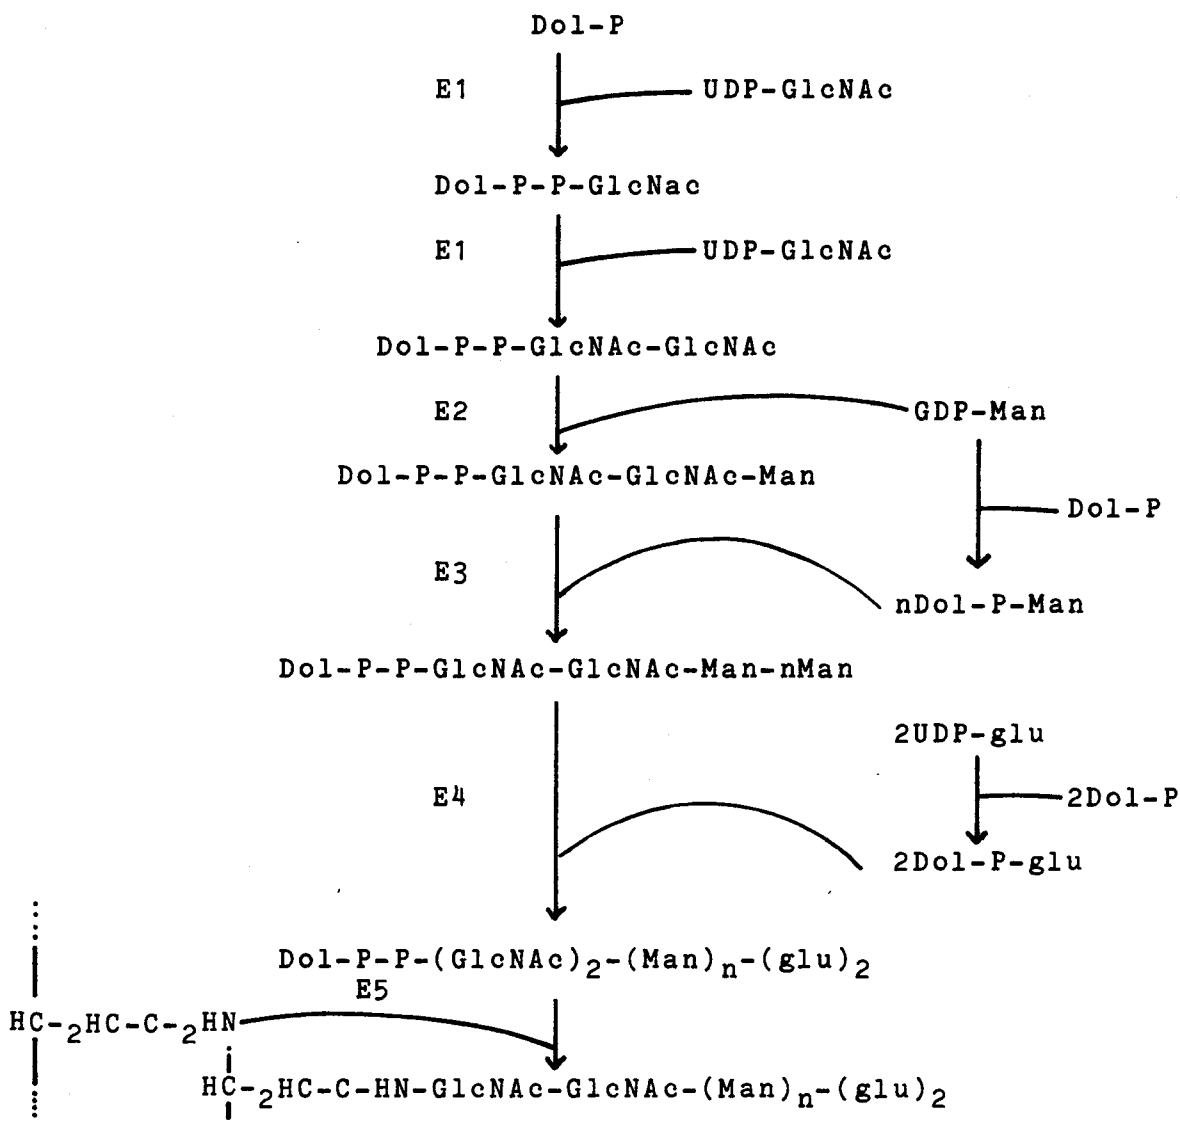 Dol-P
E1 UDP-GlcNAc
Dol-P-P-GlcNac
E1 UDP-GlcNAc
Dol-P-P-GlcNAc-GlcNAc
E2 GDP-Man
Dol-P-P-GlcNAc-GlcNAc-Man
Dol-P
E3
nDol-P-Man
Dol-P-P-GlcNAc-GlcNAc-Man-nMan
2UDP-glu
E4 2Dol-P
2Dol-P-glu
Dol-P-P-(GlcNAc)2-(Man)n-(glu)2
E5
HC-2HC-C-2HN
HC-2HC-C-HN-GlcNAc-GlcNAc-(Man)n-(glu)2